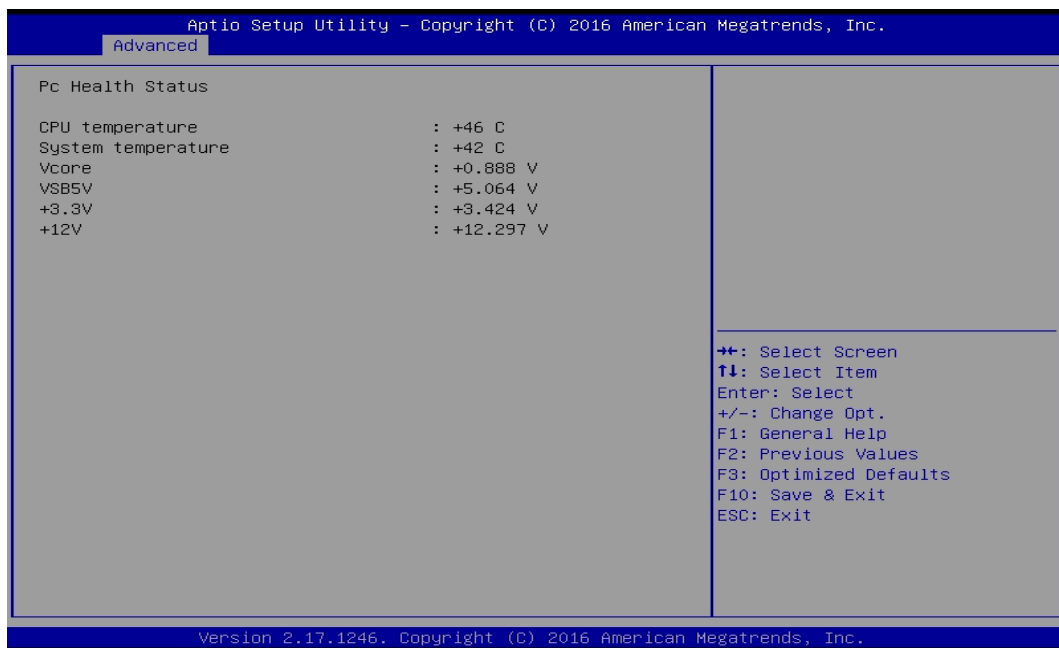 Aptio Setup Utility – Copyright (C) 2016 American Megatrends, Inc.
Advanced
Pc Health Status
CPU temperature : +46 C
System temperature : +42 C
Vcore : +0.888 V
VSB5V : +5.064 V
+3.3V : +3.424 V
+12V : +12.297 V
→←: Select Screen
↑↓: Select Item
Enter: Select
+/-: Change Opt.
F1: General Help
F2: Previous Values
F3: Optimized Defaults
F10: Save & Exit
ESC: Exit
Version 2.17.1246. Copyright (C) 2016 American Megatrends, Inc.